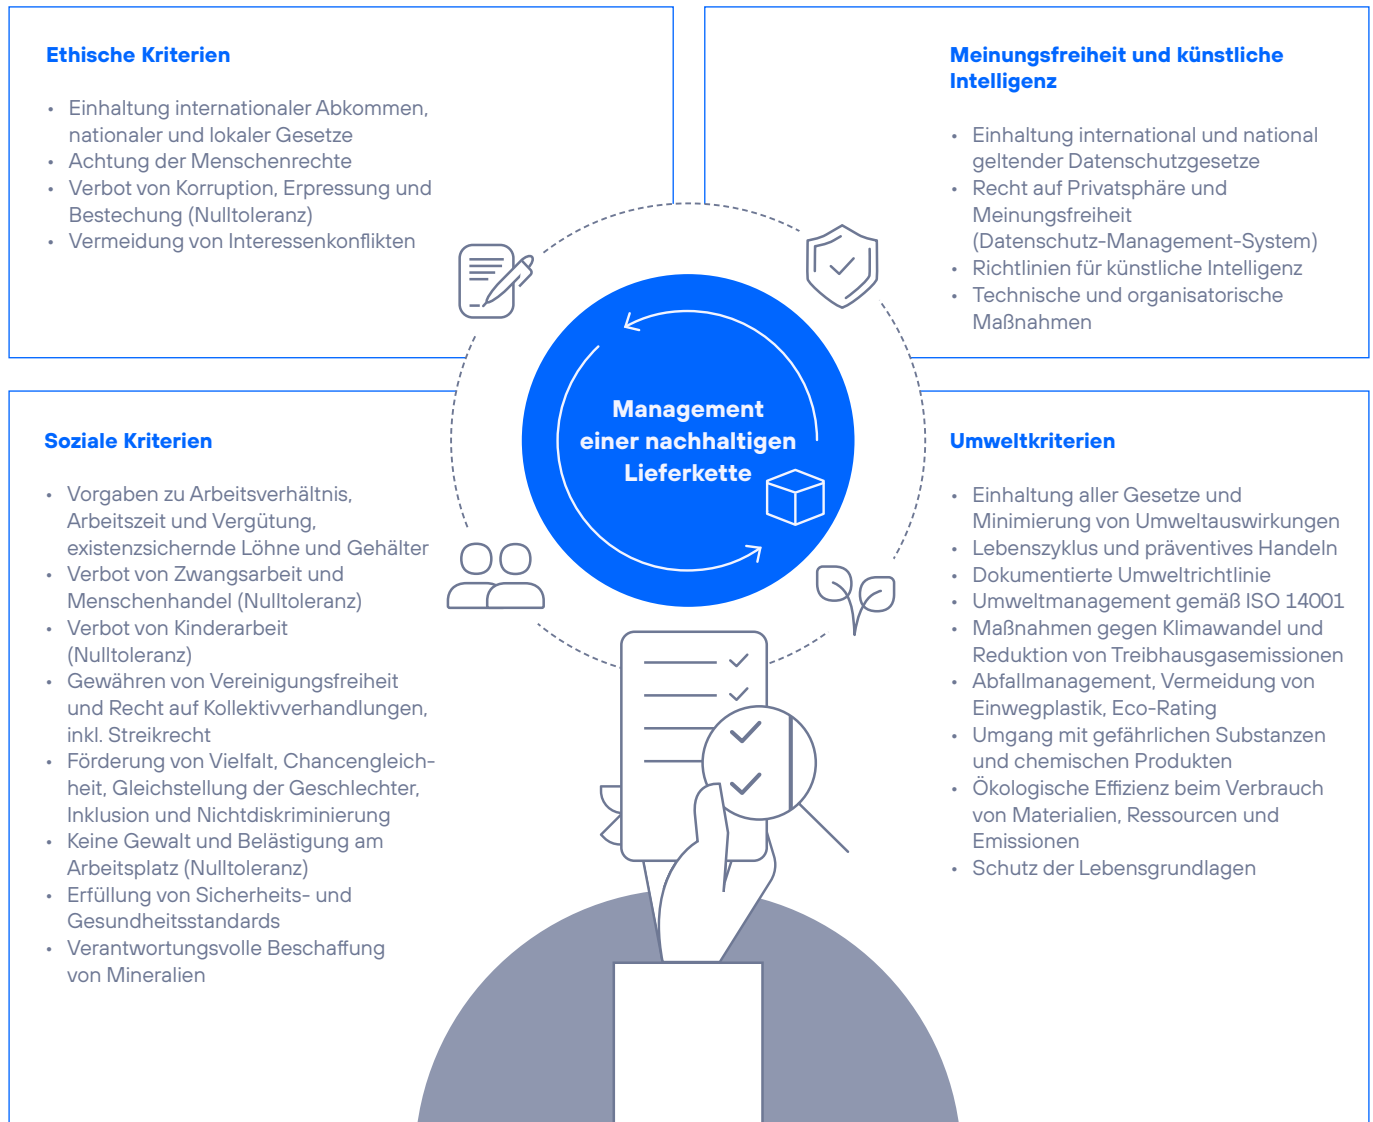 Ethische Kriterien
• Einhaltung internationaler Abkommen,
nationaler und lokaler Gesetze
• Achtung der Menschenrechte
• Verbot von Korruption, Erpressung und
Bestechung (Nulltoleranz)
• Vermeidung von Interessenkonflikten
Meinungsfreiheit und künstliche
Intelligenz
• Einhaltung international und national
geltender Datenschutzgesetze
• Recht auf Privatsphäre und
Meinungsfreiheit
(Datenschutz-Management-System)
• Richtlinien für künstliche Intelligenz
• Technische und organisatorische
Maßnahmen
Management
einer nachhaltigen
Lieferkette
Soziale Kriterien
• Vorgaben zu Arbeitsverhältnis,
Arbeitszeit und Vergütung,
existenzsichernde Löhne und Gehälter
• Verbot von Zwangsarbeit und
Menschenhandel (Nulltoleranz)
• Verbot von Kinderarbeit
(Nulltoleranz)
• Gewähren von Vereinigungsfreiheit
und Recht auf Kollektivverhandlungen,
inkl. Streikrecht
• Förderung von Vielfalt, Chancengleich-
heit, Gleichstellung der Geschlechter,
Inklusion und Nichtdiskriminierung
• Keine Gewalt und Belästigung am
Arbeitsplatz (Nulltoleranz)
• Erfüllung von Sicherheits- und
Gesundheitsstandards
• Verantwortungsvolle Beschaffung
von Mineralien
Umweltkriterien
• Einhaltung aller Gesetze und
Minimierung von Umweltauswirkungen
• Lebenszyklus und präventives Handeln
• Dokumentierte Umweltrichtlinie
• Umweltmanagement gemäß ISO 14001
• Maßnahmen gegen Klimawandel und
Reduktion von Treibhausgasemissionen
• Abfallmanagement, Vermeidung von
Einwegplastik, Eco-Rating
• Umgang mit gefährlichen Substanzen
und chemischen Produkten
• Ökologische Effizienz beim Verbrauch
von Materialien, Ressourcen und
Emissionen
• Schutz der Lebensgrundlagen